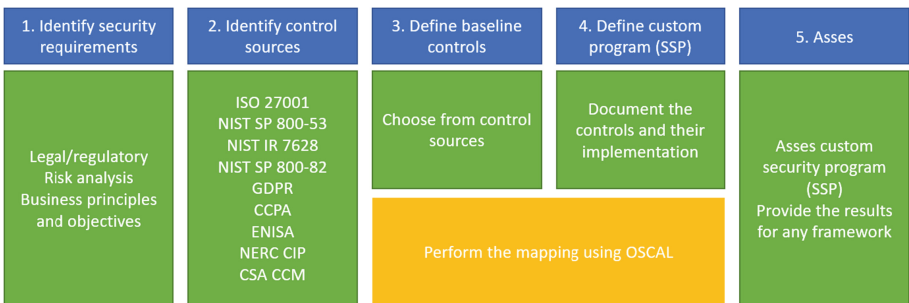 1. Identify security
requirements
2. Identify control
sources
3. Define baseline
controls
4. Define custom
program (SSP)
5. Asses
Legal/regulatory
Risk analysis
Business principles
and objectives
ISO 27001
NIST SP 800-53
NIST IR 7628
NIST SP 800-82
GDPR
CCPA
ENISA
NERC CIP
CSA CCM
Choose from control
sources
Document the
controls and their
implementation
Perform the mapping using OSCAL
Asses custom
security program
(SSP)
Provide the results
for any framework